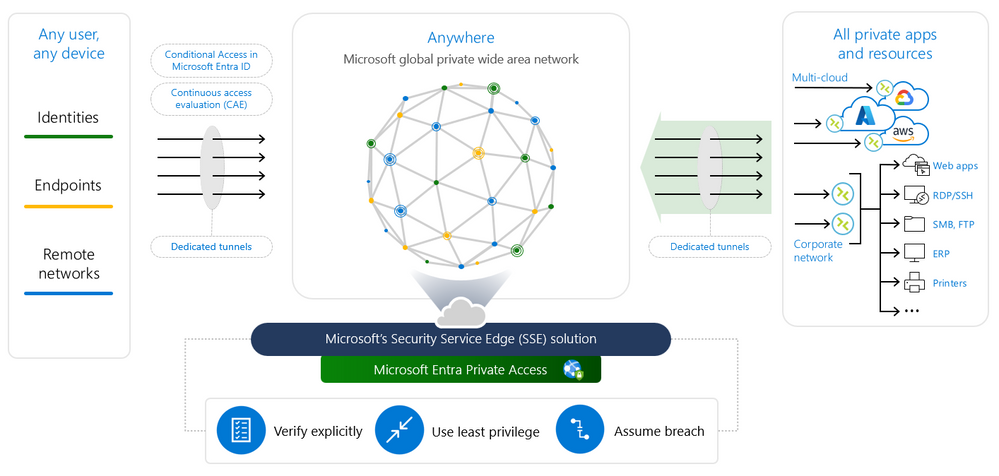 Any user,
any device
Identities
Endpoints
Remote
networks
Conditional Access in
Microsoft Entra ID
Continuous access
evaluation (CAE)
Dedicated tunnels
Anywhere
Microsoft global private wide area network
Dedicated tunnels
All private apps
and resources
Multi-cloud
aws
Corporate
network
Web apps
RDP/SSH
SMB, FTP
ERP
Printers
...
Microsoft's Security Service Edge (SSE) solution
Microsoft Entra Private Access
Verify explicitly
Use least privilege
Assume breach